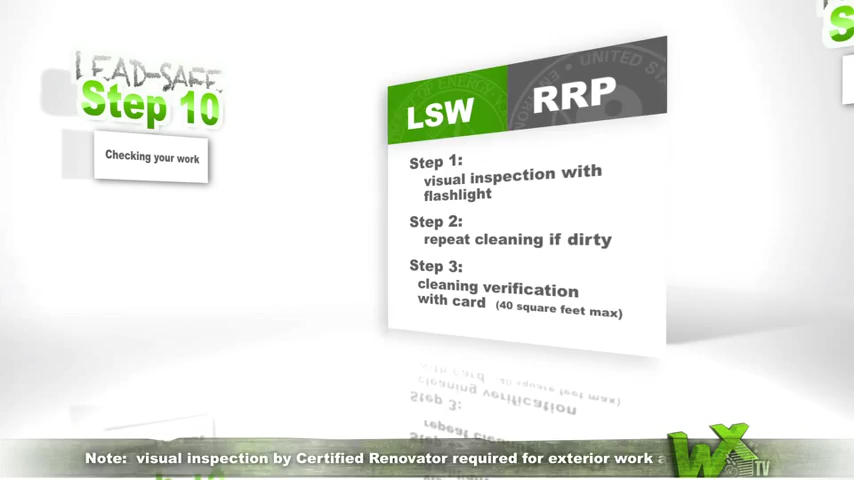 LEAD-SAFE
Step 10
Checking your work
LSW
RRP
Step 1:
visual inspection with
flashlight
Step 2:
repeat cleaning if dirty
Step 3:
cleaning verification
with card (40 square feet max)
Note: visual inspection by Certified Renovator required for exterior work a
WX
TV